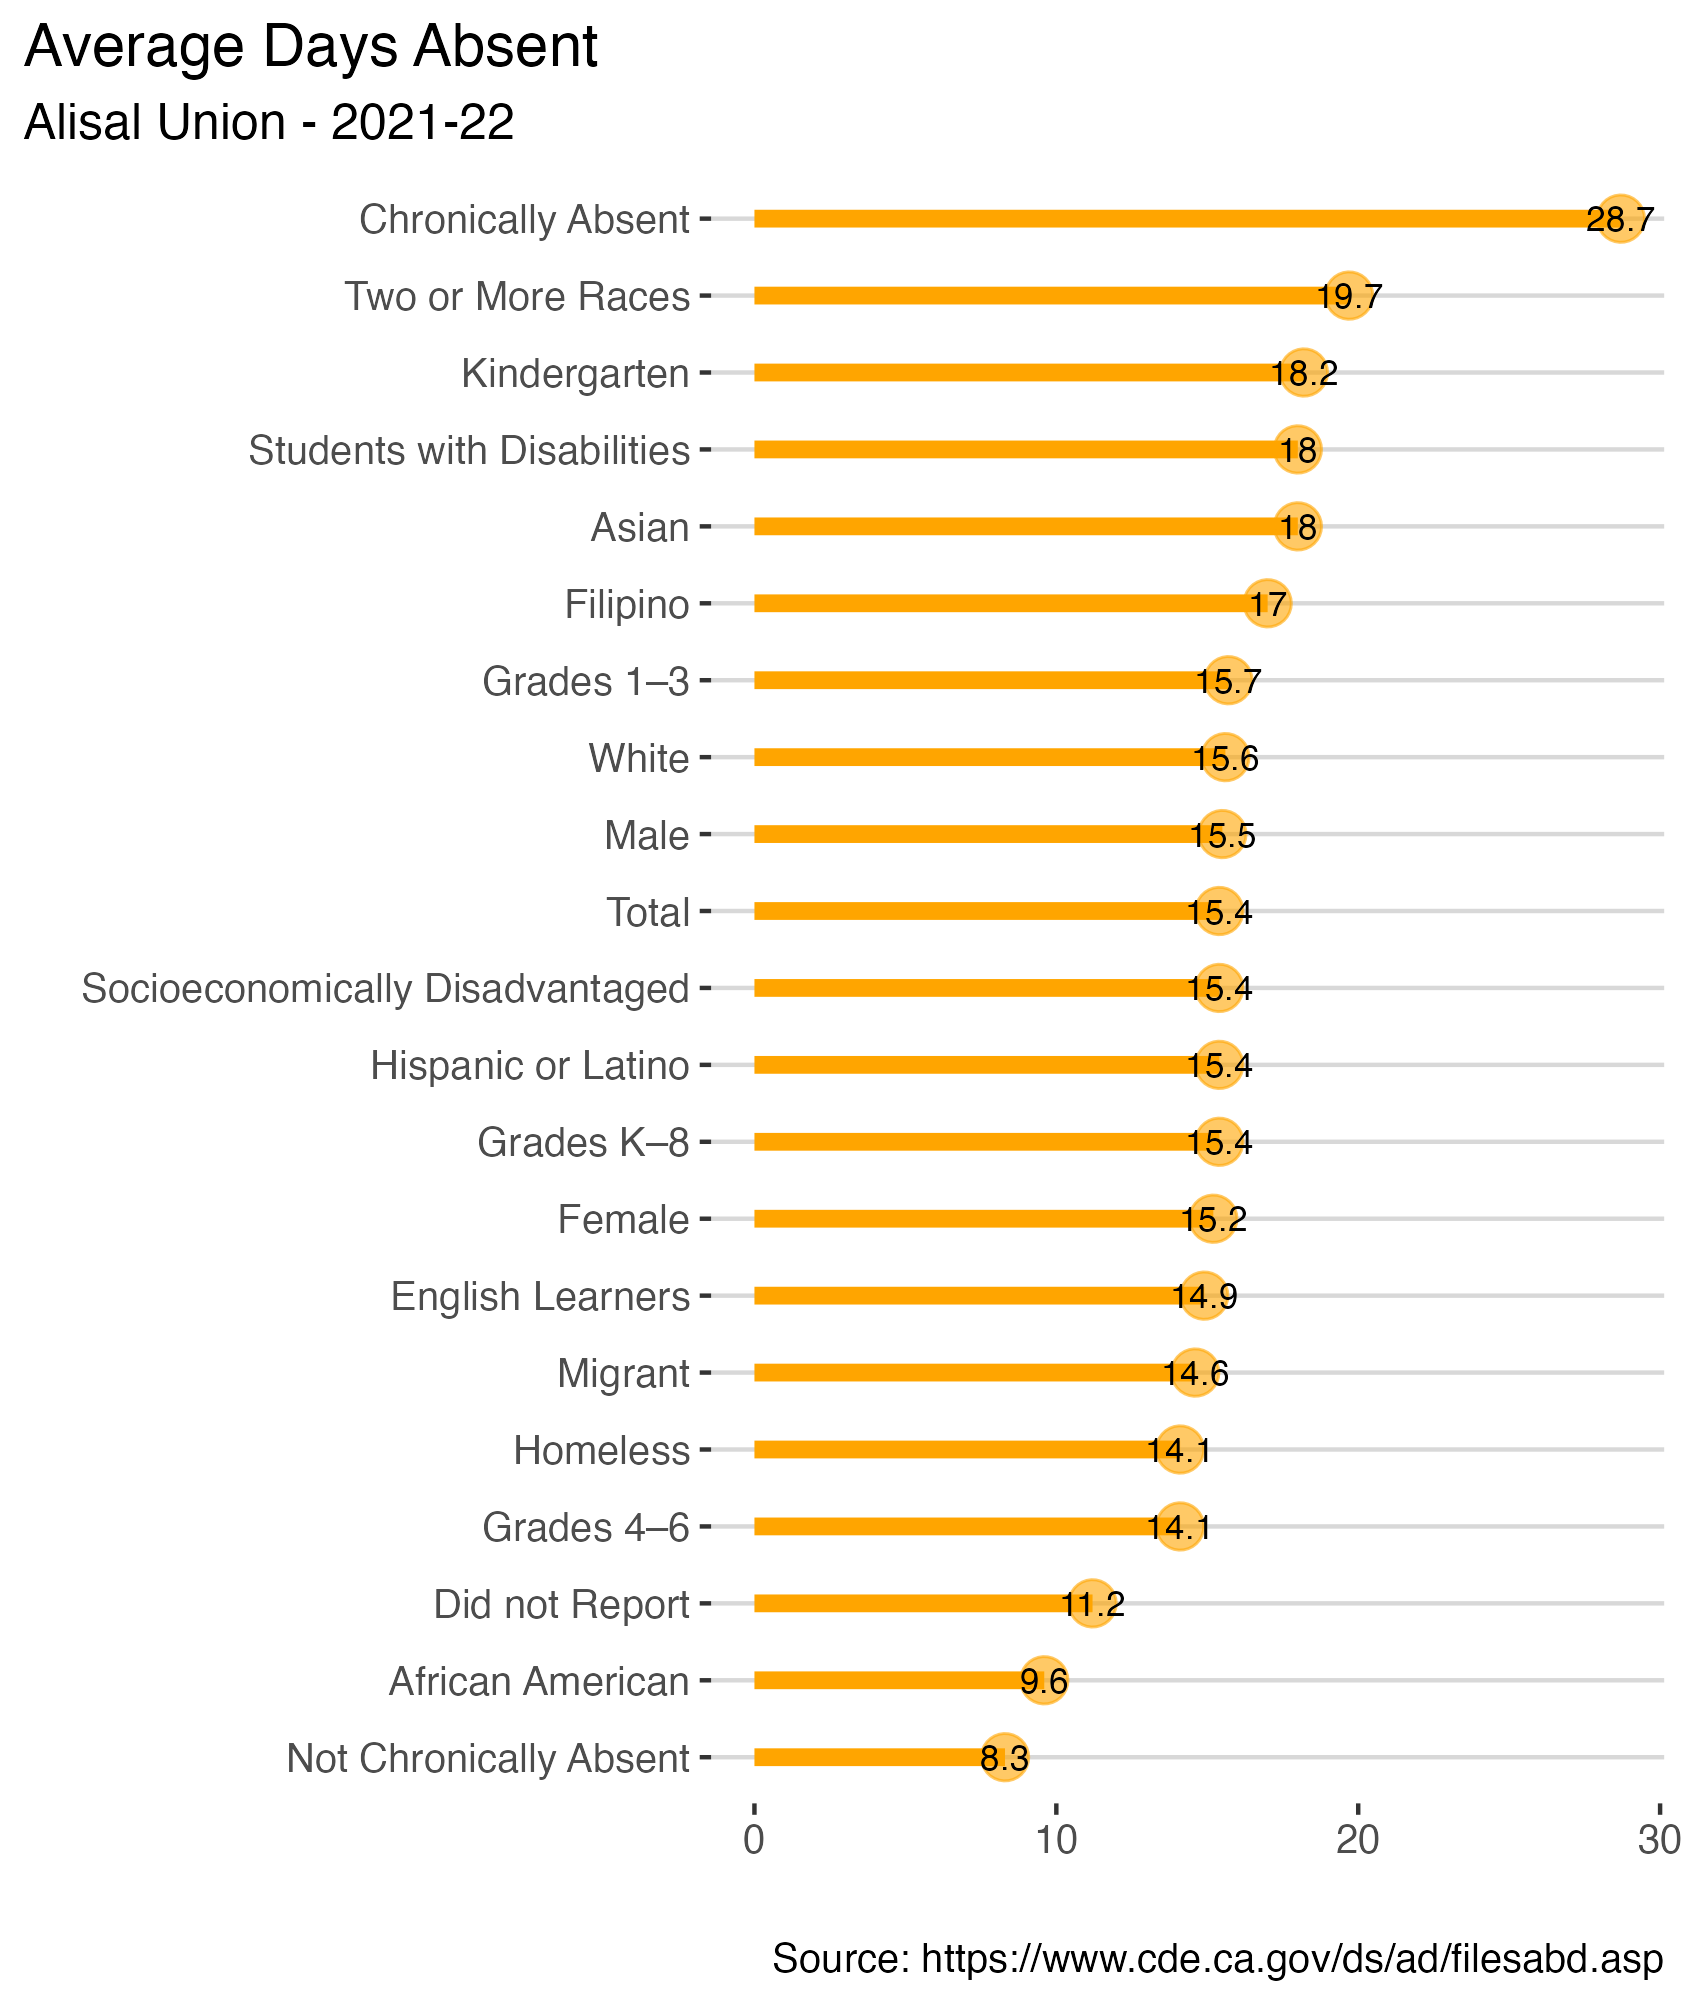 Average Days Absent
Alisal Union - 2021-22
Chronically Absent 28.7
Two or More Races 19.7
Kindergarten 18.2
Students with Disabilities 18
Asian 18
Filipino 17
Grades 1–3 15.7
White 15.6
Male 15.5
Total 15.4
Socioeconomically Disadvantaged 15.4
Hispanic or Latino 15.4
Grades K–8 15.4
Female 15.2
English Learners 14.9
Migrant 14.6
Homeless 14.1
Grades 4–6 14.1
Did not Report 11.2
African American 9.6
Not Chronically Absent 8.3
0 10 20 30
Source: https://www.cde.ca.gov/ds/ad/filesabd.asp